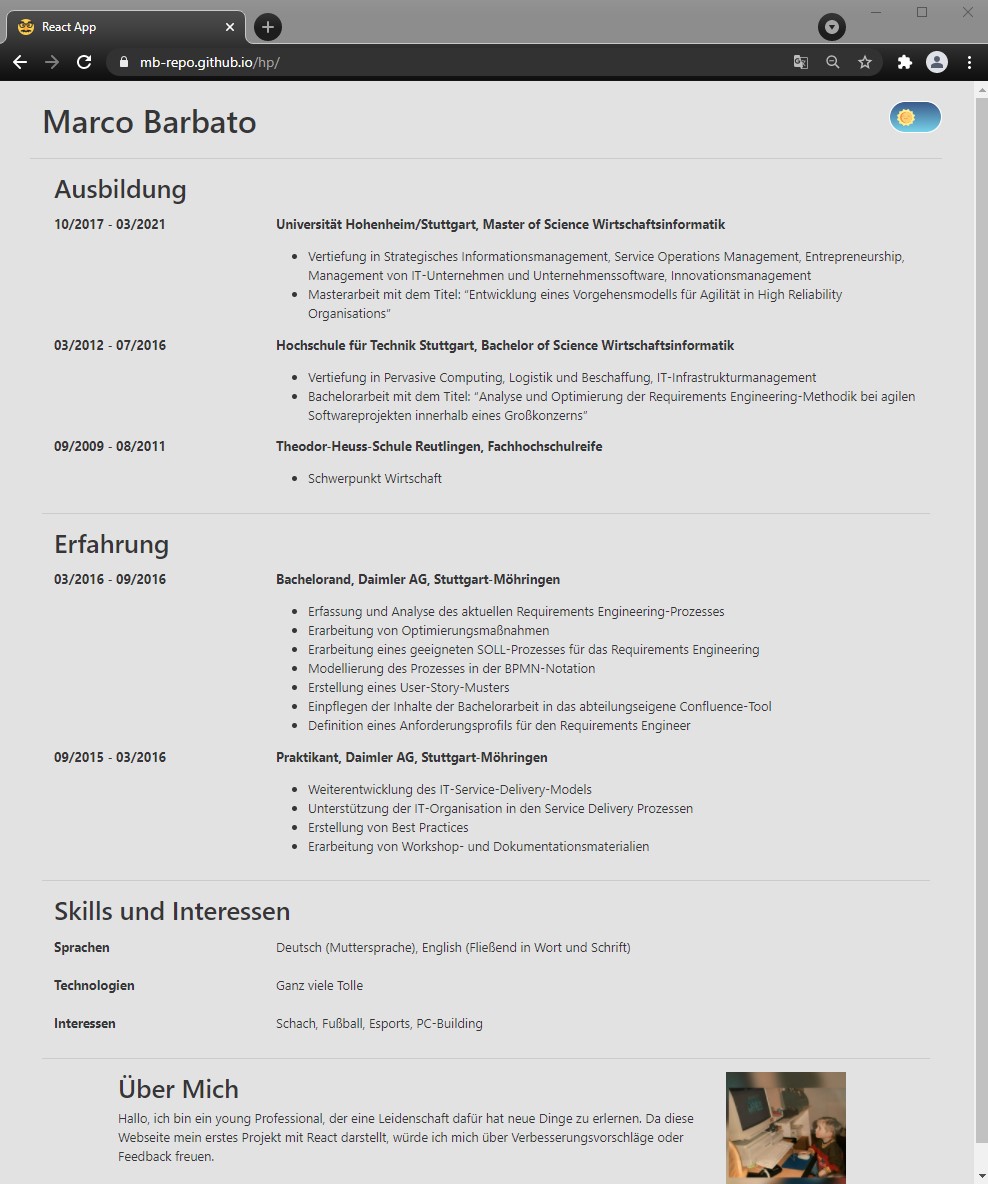 React App
mb-repo.github.io/hp/
Marco Barbato
Ausbildung
10/2017 - 03/2021
Universität Hohenheim/Stuttgart, Master of Science Wirtschaftsinformatik
Vertiefung in Strategisches Informationsmanagement, Service Operations Management, Entrepreneurship,
Management von IT-Unternehmen und Unternehmenssoftware, Innovationsmanagement
Masterarbeit mit dem Titel: “Entwicklung eines Vorgehensmodells für Agilität in High Reliability
Organisations”
03/2012 - 07/2016
Hochschule für Technik Stuttgart, Bachelor of Science Wirtschaftsinformatik
Vertiefung in Pervasive Computing, Logistik und Beschaffung, IT-Infrastrukturmanagement
Bachelorarbeit mit dem Titel: “Analyse und Optimierung der Requirements Engineering-Methodik bei agilen
Softwareprojekten innerhalb eines Großkonzerns”
09/2009 - 08/2011
Theodor-Heuss-Schule Reutlingen, Fachhochschulreife
Schwerpunkt Wirtschaft
Erfahrung
03/2016 - 09/2016
Bachelorand, Daimler AG, Stuttgart-Möhringen
Erfassung und Analyse des aktuellen Requirements Engineering-Prozesses
Erarbeitung von Optimierungsmaßnahmen
Erarbeitung eines geeigneten SOLL-Prozesses für das Requirements Engineering
Modellierung des Prozesses in der BPMN-Notation
Erstellung eines User-Story-Musters
Einpflegen der Inhalte der Bachelorarbeit in das abteilungseigene Confluence-Tool
Definition eines Anforderungsprofils für den Requirements Engineer
09/2015 - 03/2016
Praktikant, Daimler AG, Stuttgart-Möhringen
Weiterentwicklung des IT-Service-Delivery-Models
Unterstützung der IT-Organisation in den Service Delivery Prozessen
Erstellung von Best Practices
Erarbeitung von Workshop- und Dokumentationsmaterialien
Skills und Interessen
Sprachen
Deutsch (Muttersprache), English (Fließend in Wort und Schrift)
Technologien
Ganz viele Tolle
Interessen
Schach, Fußball, Esports, PC-Building
Über Mich
Hallo, ich bin ein young Professional, der eine Leidenschaft dafür hat neue Dinge zu erlernen. Da diese
Webseite mein erstes Projekt mit React darstellt, würde ich mich über Verbesserungsvorschläge oder
Feedback freuen.